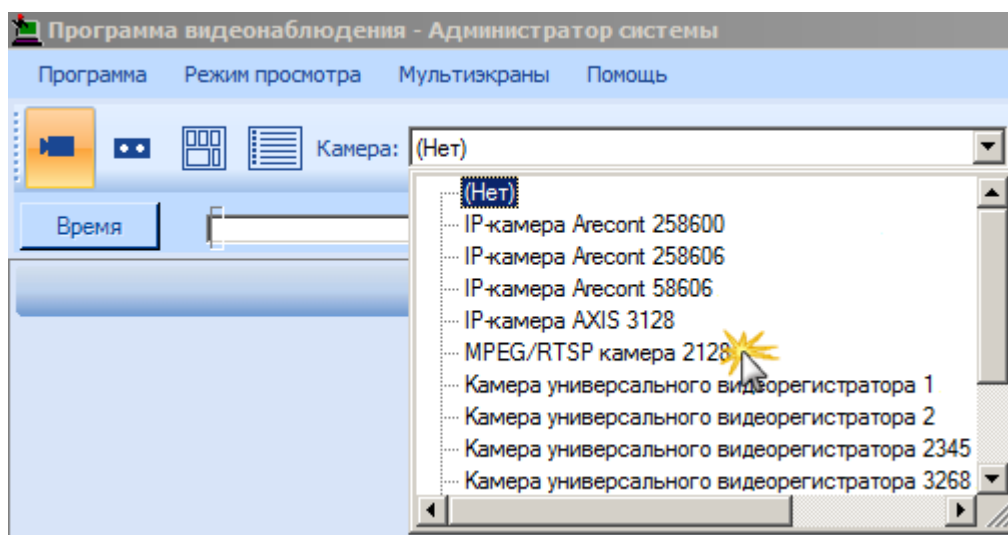 Программа видеонаблюдения - Администратор системы
Программа Режим просмотра Мультиэкраны Помощь
Камера: (Нет)
(Нет)
Время
IP-камера Arecont 258600
IP-камера Arecont 258606
IP-камера Arecont 58606
IP-камера AXIS 3128
MPEG/RTSP камера 2128
Камера универсального видеорегистратора 1
Камера универсального видеорегистратора 2
Камера универсального видеорегистратора 2345
Камера универсального видеорегистратора 3268